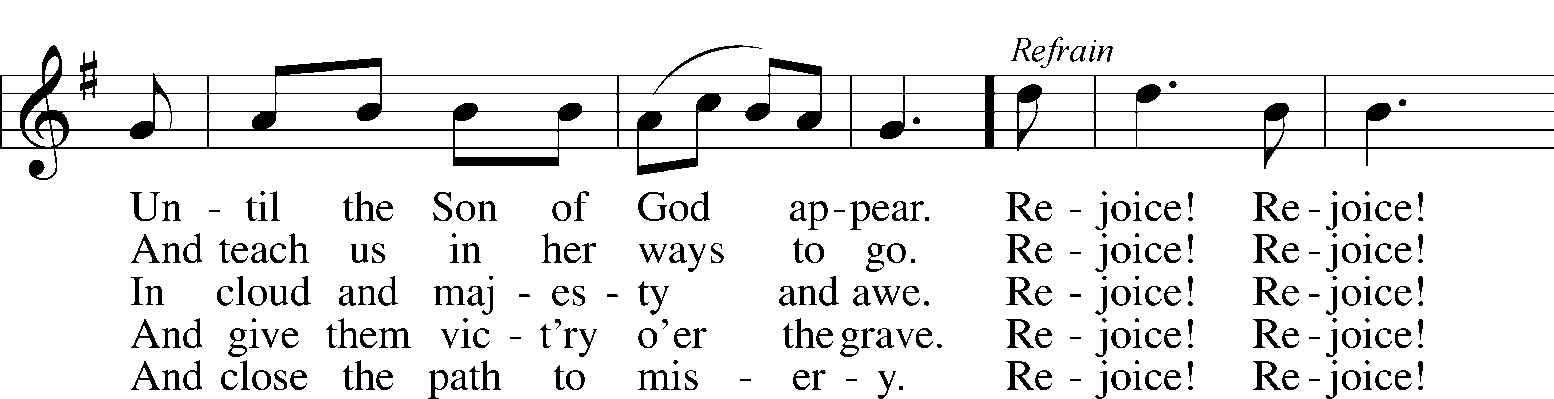 Refrain
Un - til the Son of God ap-pear. Re - joice! Re-joice!
And teach us in her ways to go. Re - joice! Re-joice!
In cloud and maj - es - ty and awe. Re - joice! Re-joice!
And give them vic - t'ry o'er the grave. Re - joice! Re-joice!
And close the path to mis - er - y. Re - joice! Re-joice!